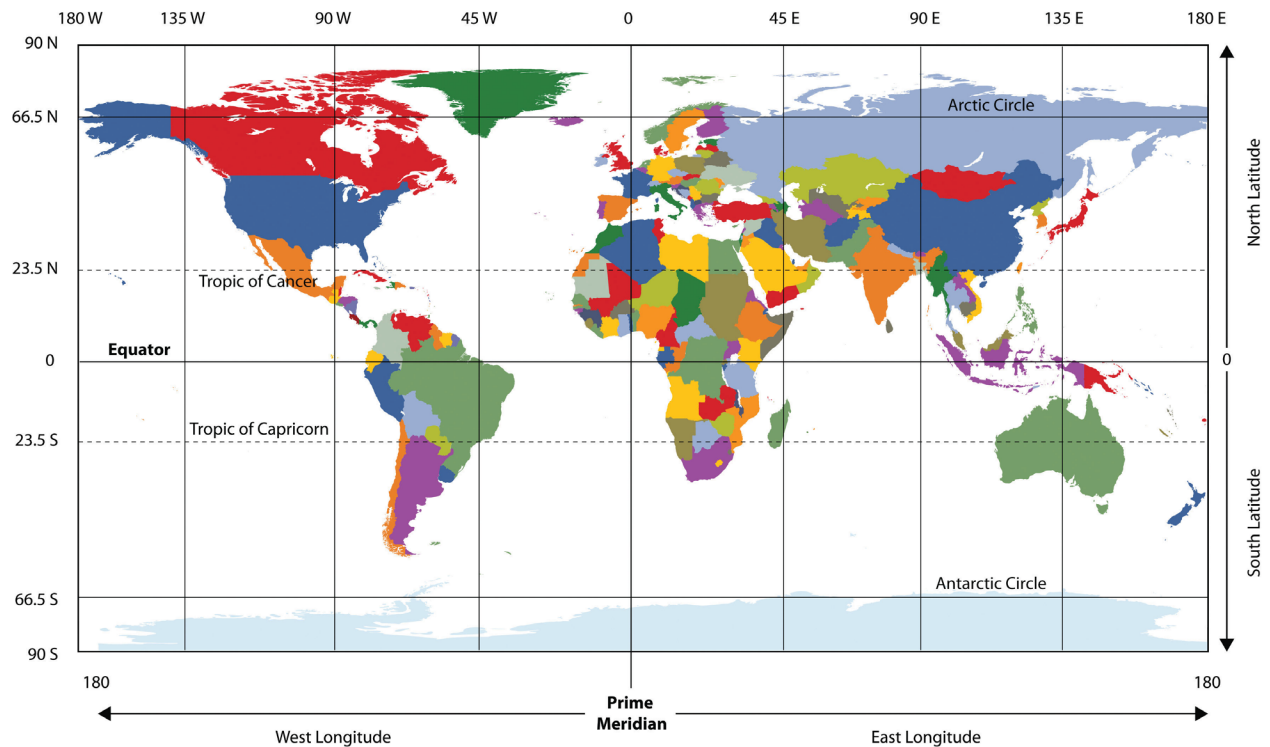 180 W 135 W 90 W 45 W 0 45 E 90 E 135 E 180 E
90 N
66.5 N
Arctic Circle
North Latitude
23.5 N
Tropic of Cancer
Equator
0
0
Tropic of Capricorn
23.5 S
South Latitude
Antarctic Circle
66.5 S
90 S
180
180
Prime
Meridian
West Longitude
East Longitude